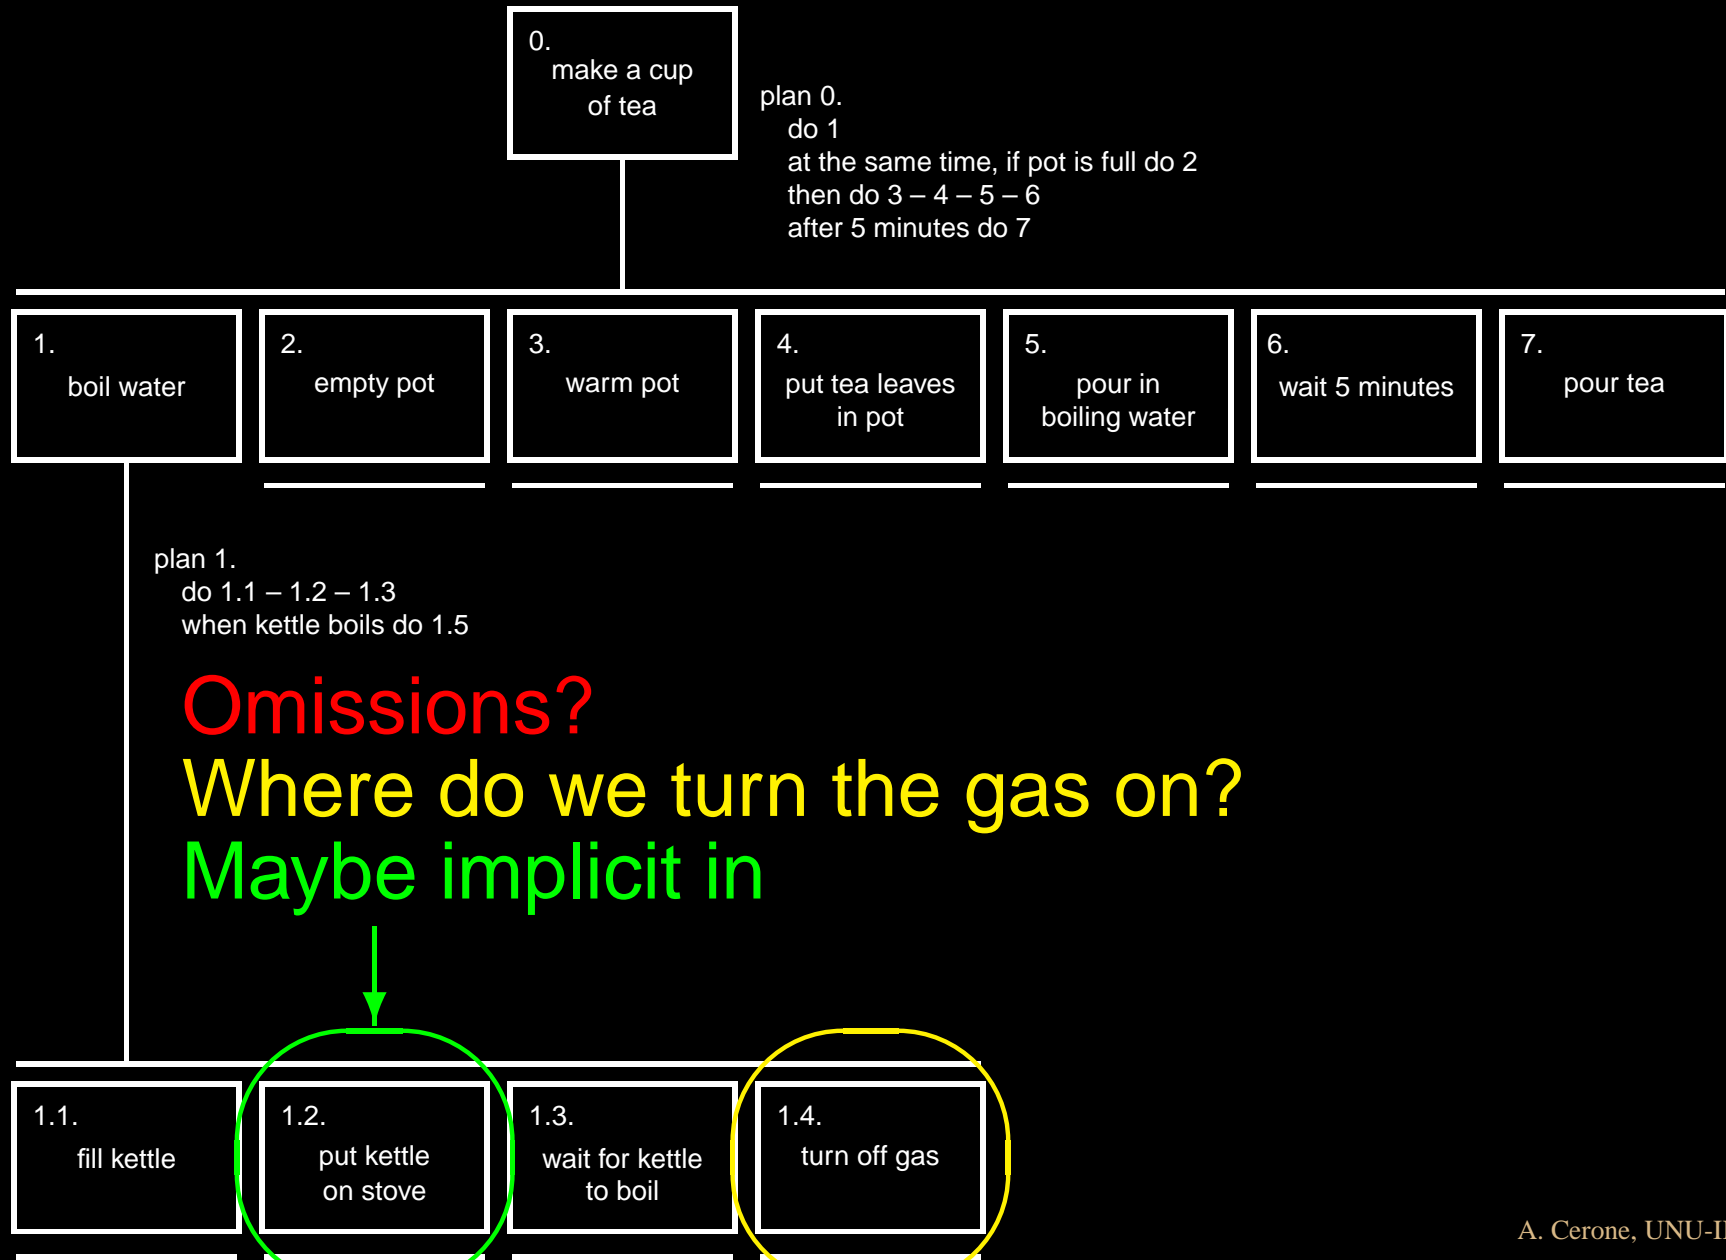 0.
make a cup
of tea
plan 0.
do 1
at the same time, if pot is full do 2
then do 3 – 4 – 5 – 6
after 5 minutes do 7
1.
boil water
2.
empty pot
3.
warm pot
4.
put tea leaves
in pot
5.
pour in
boiling water
6.
wait 5 minutes
7.
pour tea
plan 1.
do 1.1 – 1.2 – 1.3
when kettle boils do 1.5
Omissions?
Where do we turn the gas on?
Maybe implicit in
1.1.
fill kettle
1.2.
put kettle
on stove
1.3.
wait for kettle
to boil
1.4.
turn off gas
A. Cerone,